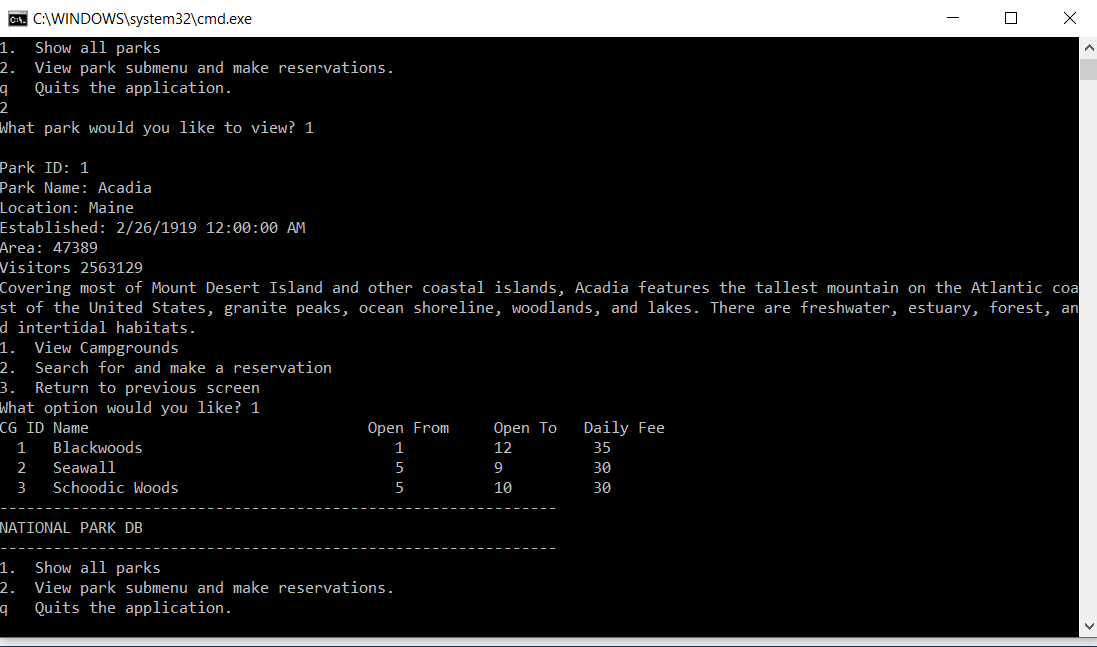 C:\WINDOWS\system32\cmd.exe
1.  Show all parks
2.  View park submenu and make reservations.
q   Quits the application.
2
What park would you like to view? 1
Park ID: 1
Park Name: Acadia
Location: Maine
Established: 2/26/1919 12:00:00 AM
Area: 47389
Visitors 2563129
Covering most of Mount Desert Island and other coastal islands, Acadia features the tallest mountain on the Atlantic coa
st of the United States, granite peaks, ocean shoreline, woodlands, and lakes. There are freshwater, estuary, forest, an
d intertidal habitats.
1.  View Campgrounds
2.  Search for and make a reservation
3.  Return to previous screen
What option would you like? 1
CG ID Name                               Open From     Open To   Daily Fee
  1   Blackwoods                            1          12         35
  2   Seawall                               5          9          30
  3   Schoodic Woods                        5          10         30
--------------------------------------------------------------
NATIONAL PARK DB
--------------------------------------------------------------
1.  Show all parks
2.  View park submenu and make reservations.
q   Quits the application.